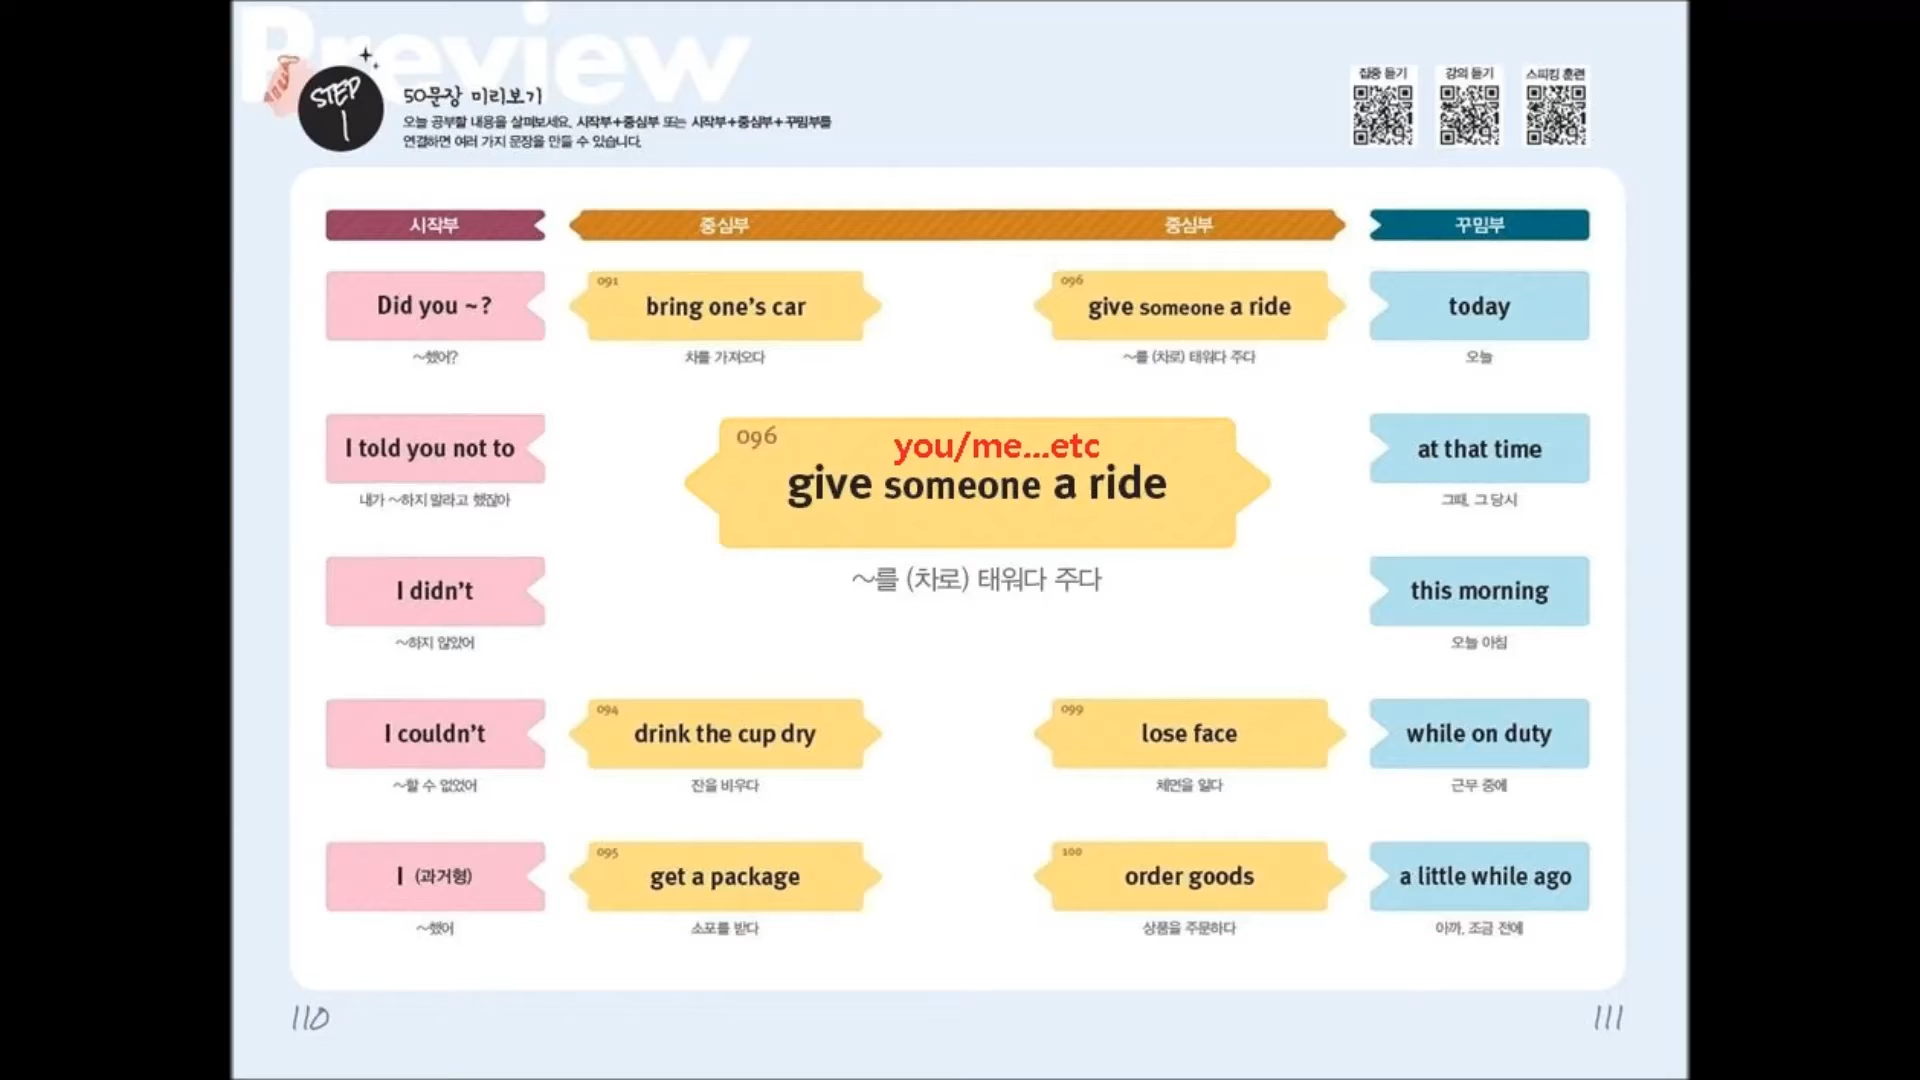 Preview
STEP
1
50문장 미리보기
오늘 공부할 내용을 살펴보세요. 시작부+중심부 또는 시작부+중심부+꾸밈부를
연결하면 여러 가지 문장을 만들 수 있습니다.
집중 듣기
강의 듣기
스피킹 훈련
시작부
중심부
중심부
꾸밈부
Did you ~?
~했어?
091
bring one's car
차를 가져오다
096
give someone a ride
~를 (차로) 태워다 주다
today
오늘
I told you not to
내가 ~하지 말라고 했잖아
096
you/me...etc
give someone a ride
~를 (차로) 태워다 주다
at that time
그때, 그 당시
I didn't
~하지 않았어
this morning
오늘 아침
I couldn't
~할 수 없었어
094
drink the cup dry
잔을 비우다
099
lose face
체면을 잃다
while on duty
근무 중에
I (과거형)
~했어
095
get a package
소포를 받다
100
order goods
상품을 주문하다
a little while ago
아까, 조금 전에
110
111